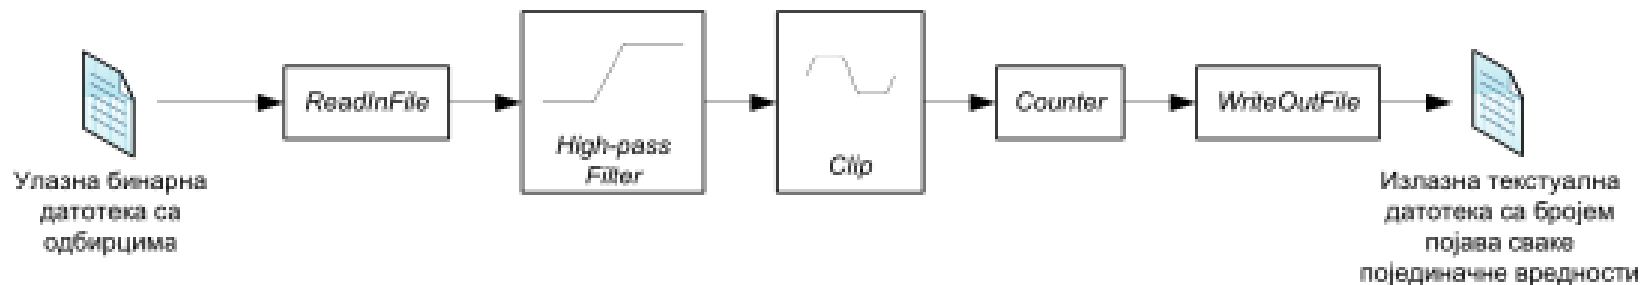 ReadInFile
High-pass
Filter
Clip
Counter
WriteOutFile
Улазна бинарна
датотека са
одбирцима
Излазна текстуална
датотека са бројем
појава сваке
појединачне вредности